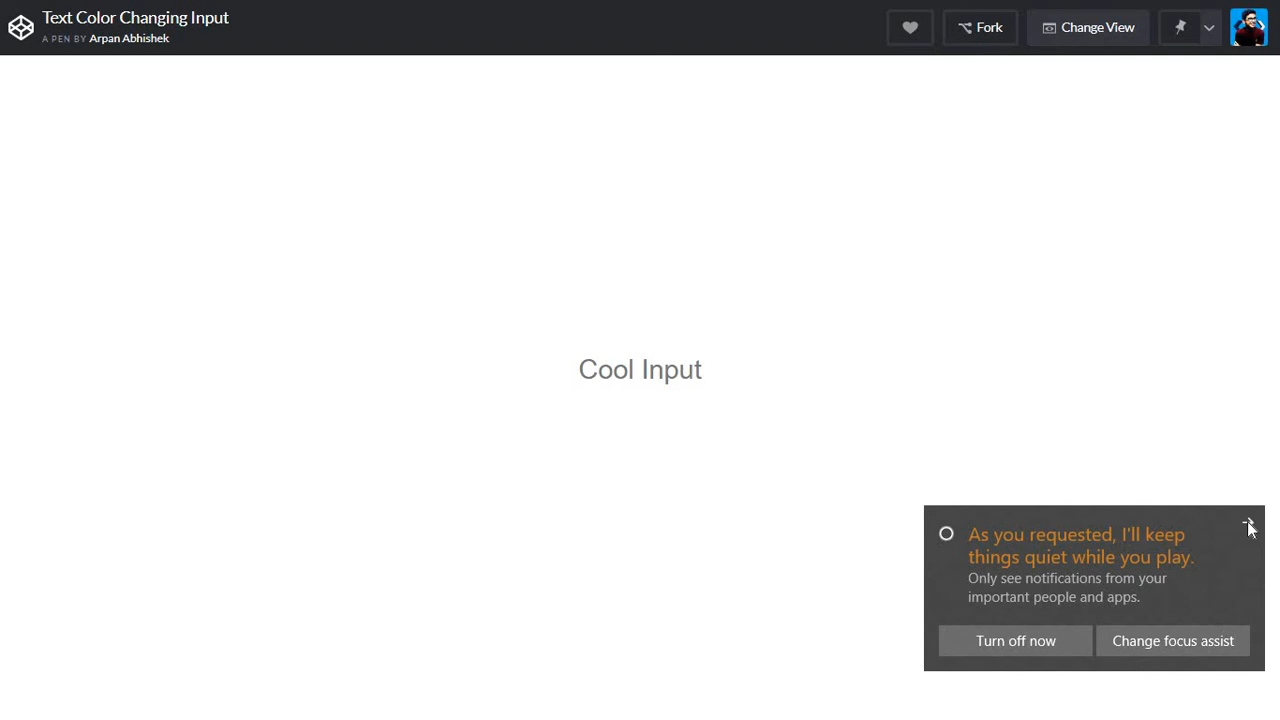 Text Color Changing Input
A PEN BY Arpan Abhishek
Fork
Change View
Cool Input
As you requested, I'll keep
things quiet while you play.
Only see notifications from your
important people and apps.
Turn off now
Change focus assist